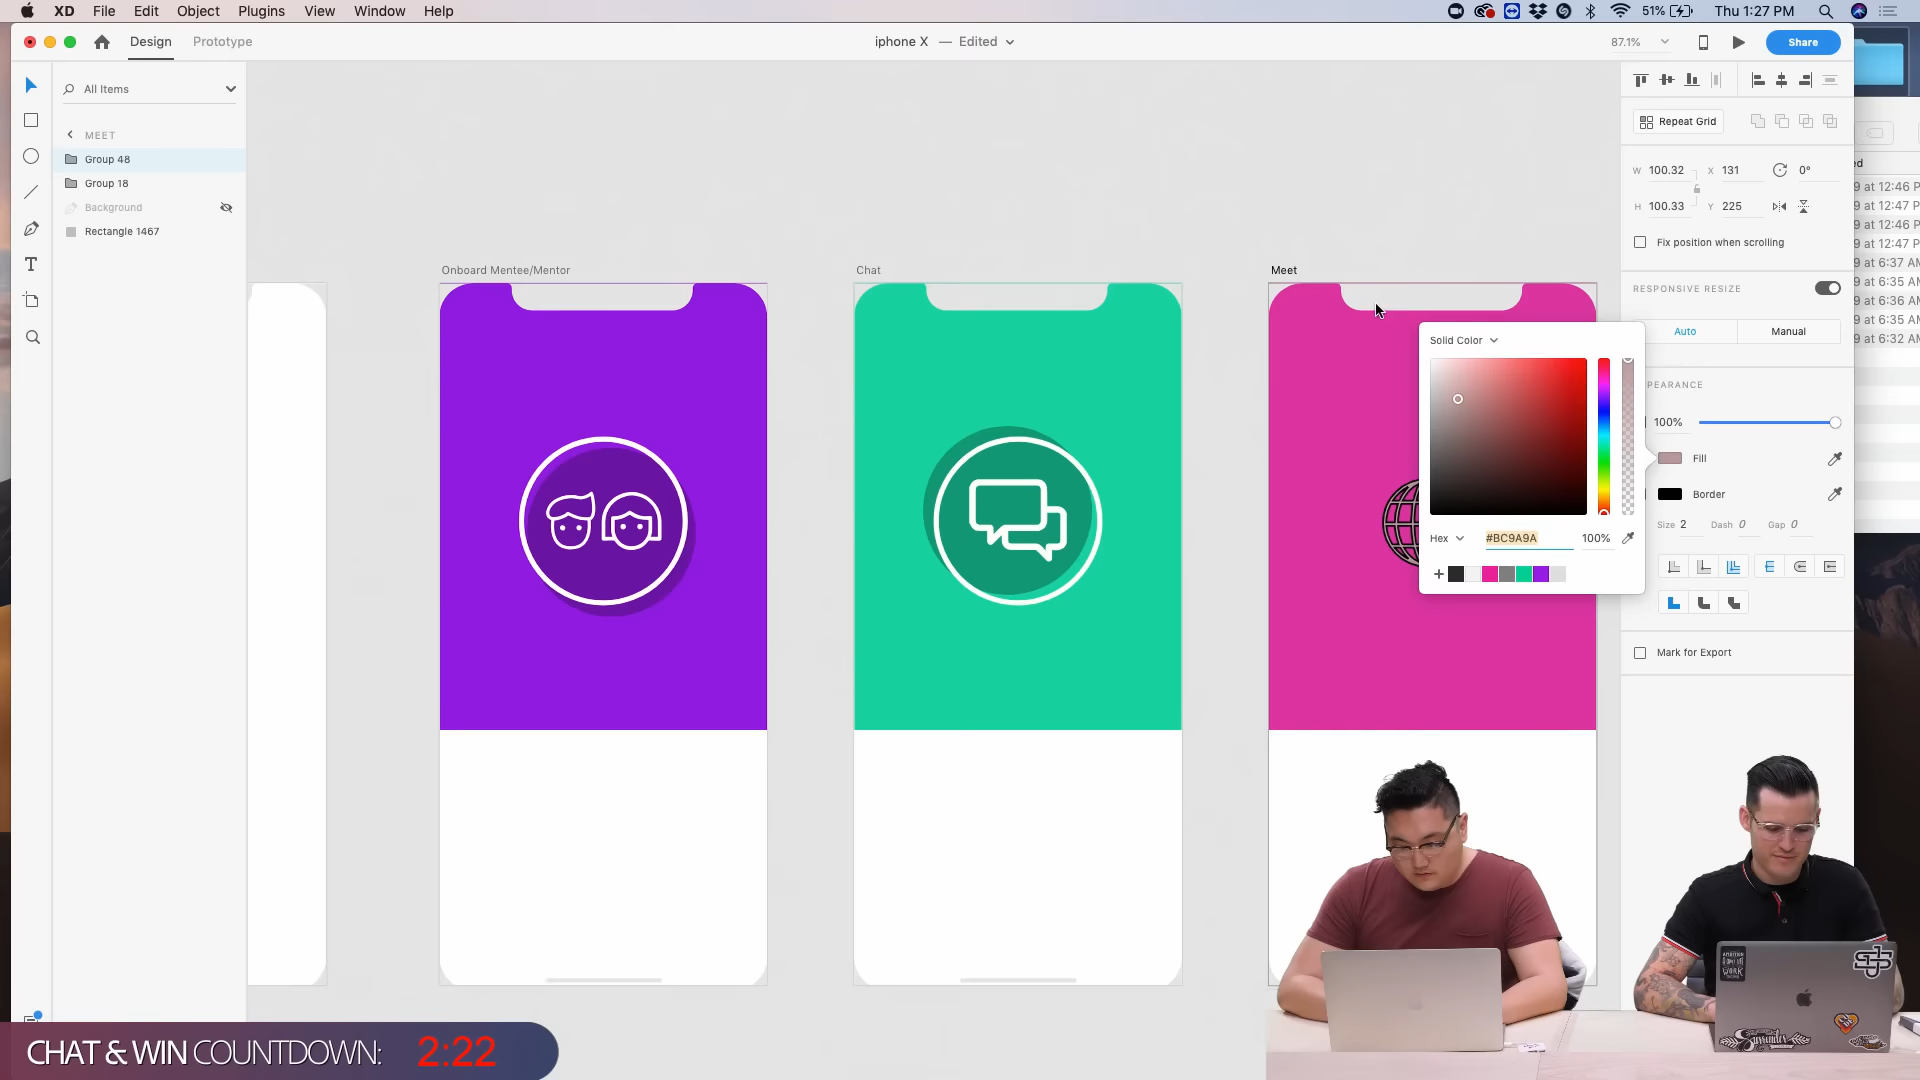 XD File Edit Object Plugins View Window Help
51% Thu 1:27 PM
Design Prototype
iphone X — Edited
87.1%
Share
All Items
MEET
Group 48
Group 18
Background
Rectangle 1467
Onboard Mentee/Mentor
Chat
Meet
Repeat Grid
W 100.32 X 131 0°
H 100.33 Y 225
Fix position when scrolling
RESPONSIVE RESIZE
Auto Manual
PEARANCE
100%
Fill
Border
Size 2 Dash 0 Gap 0
Mark for Export
Solid Color
Hex #BC9A9A 100%
ed
9 at 12:46 P
9 at 12:47 P
9 at 12:46 P
9 at 12:47 P
9 at 6:37 AM
9 at 6:35 AM
9 at 6:36 AM
9 at 6:35 AM
9 at 6:32 AM
CHAT & WIN COUNTDOWN: 2:22